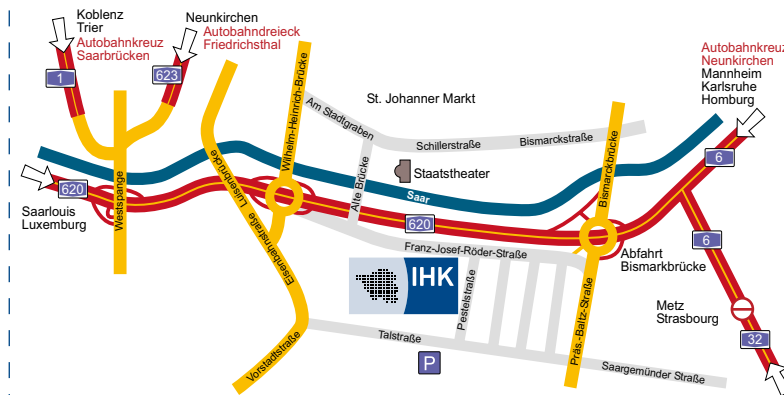 Koblenz
Trier
Autobahnkreuz
Saarbrücken
Neunkirchen
Autobahndreieck
Friedrichsthal
1
623
Autobahnkreuz
Neunkirchen
Mannheim
Karlsruhe
Homburg
6
St. Johanner Markt
Am Stadtgraben
Schillerstraße
Bismarckstraße
Wilhelm-Heinrich-Brücke
Bismarckbrücke
Luisenbrücke
Alte Brücke
Staatstheater
Saar
620
Saarlouis
Luxemburg
Westspange
Eisenbahnstraße
620
Franz-Josef-Röder-Straße
Abfahrt
Bismarkbrücke
6
IHK
Pestelstraße
Präs.-Baltz-Straße
Metz
Strasbourg
32
Talstraße
Vorstadtstraße
P
Saargemünder Straße